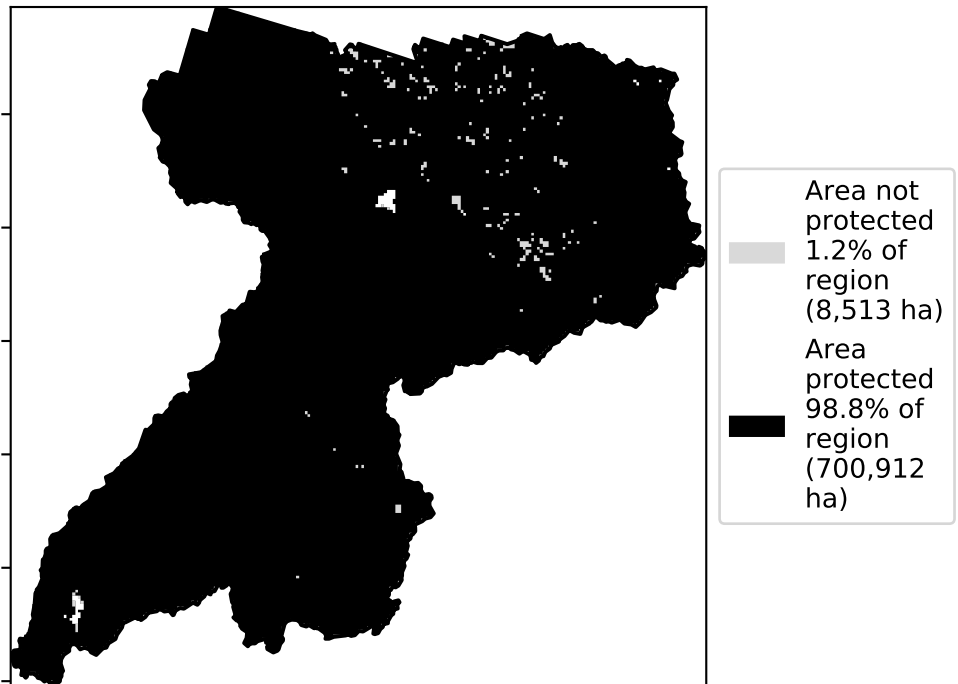 Area not
protected
1.2% of
region
(8,513 ha)
Area
protected
98.8% of
region
(700,912
ha)